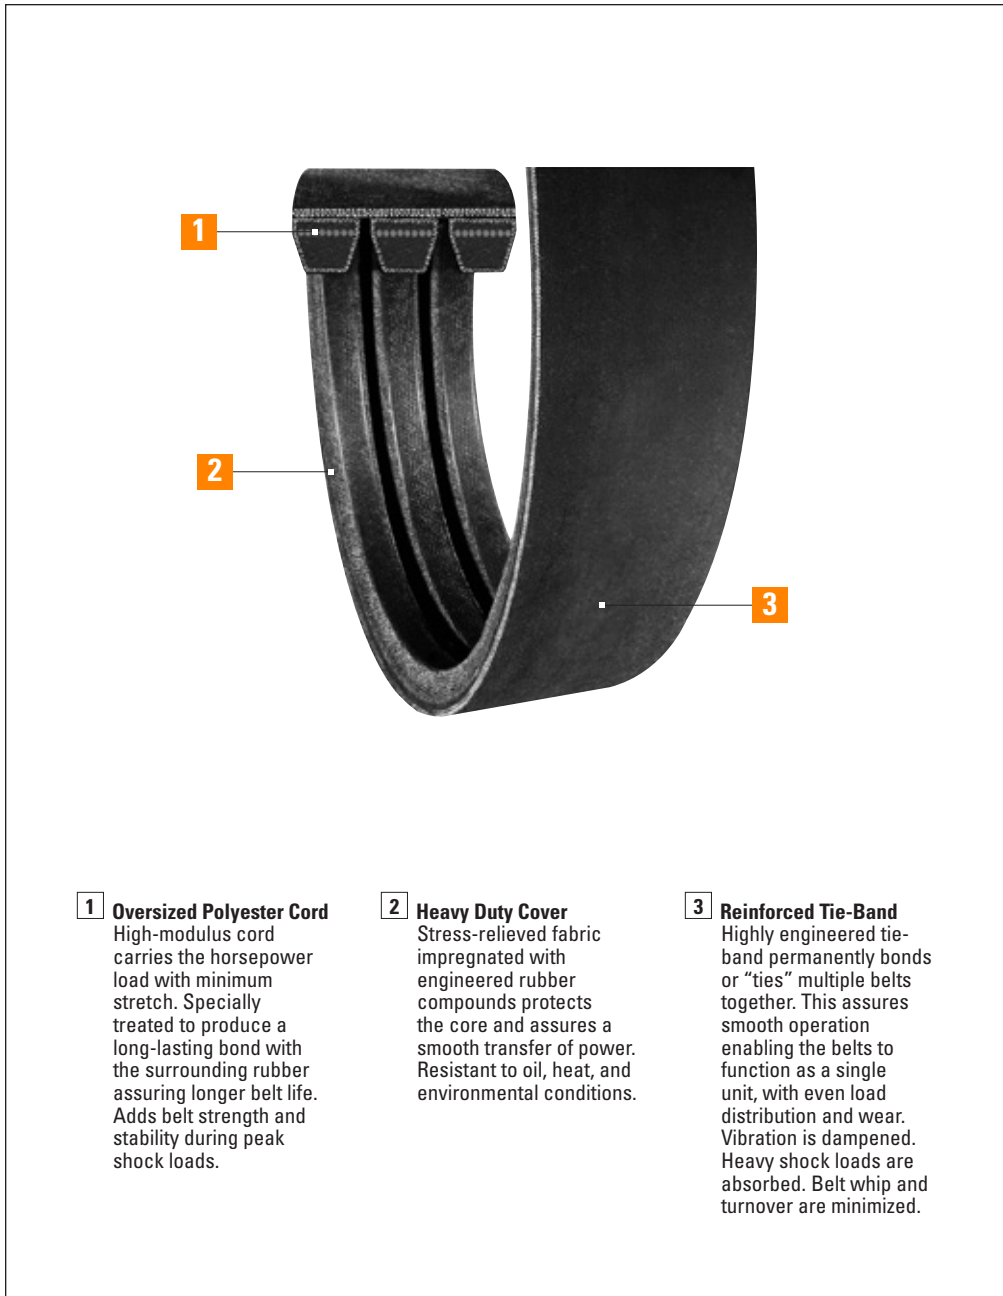 1
2
3
1 Oversized Polyester Cord
High-modulus cord
carries the horsepower
load with minimum
stretch. Specially
treated to produce a
long-lasting bond with
the surrounding rubber
assuring longer belt life.
Adds belt strength and
stability during peak
shock loads.
2 Heavy Duty Cover
Stress-relieved fabric
impregnated with
engineered rubber
compounds protects
the core and assures a
smooth transfer of power.
Resistant to oil, heat, and
environmental conditions.
3 Reinforced Tie-Band
Highly engineered tie-
band permanently bonds
or “ties” multiple belts
together. This assures
smooth operation
enabling the belts to
function as a single
unit, with even load
distribution and wear.
Vibration is dampened.
Heavy shock loads are
absorbed. Belt whip and
turnover are minimized.